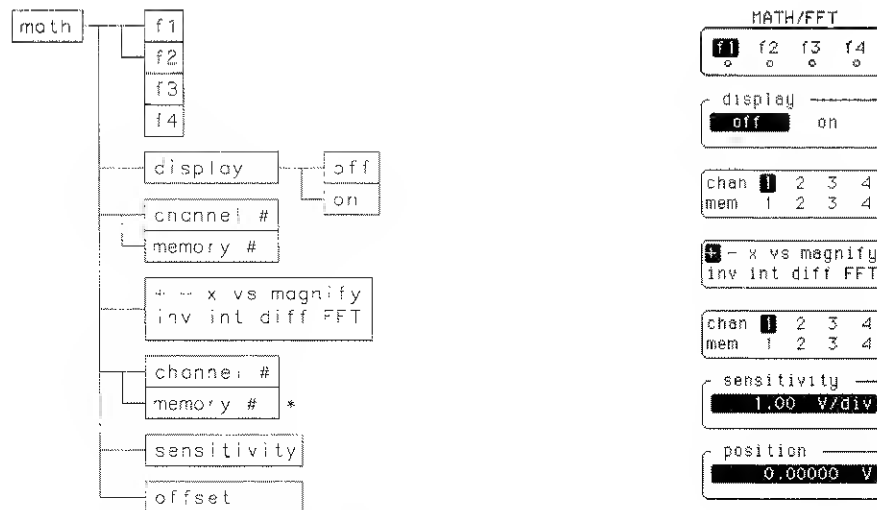 math
f1
f2
f3
f4
display
off
on
channel #
memory #
+ - x vs magnify
inv int diff FFT
channel #
memory # *
sensitivity
offset
MATH/FFT
f1 f2 f3 f4
display
off on
chan 1 2 3 4
mem 1 2 3 4
+ - x vs magnify
inv int diff FFT
chan 1 2 3 4
mem 1 2 3 4
sensitivity
1.00 V/div
position
0.00000 V